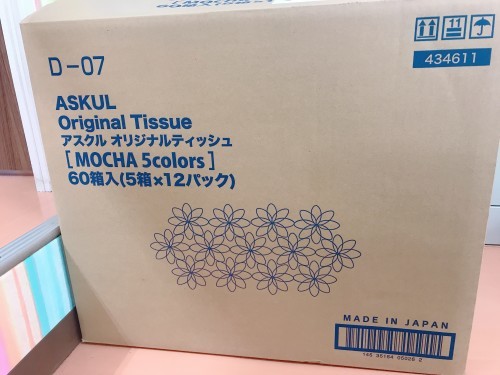 D-07
11
434611
ASKUL
Original Tissue
アスクル オリジナルティッシュ
[MOCHA 5colors]
60箱入(5箱×12パック)
MADE IN JAPAN